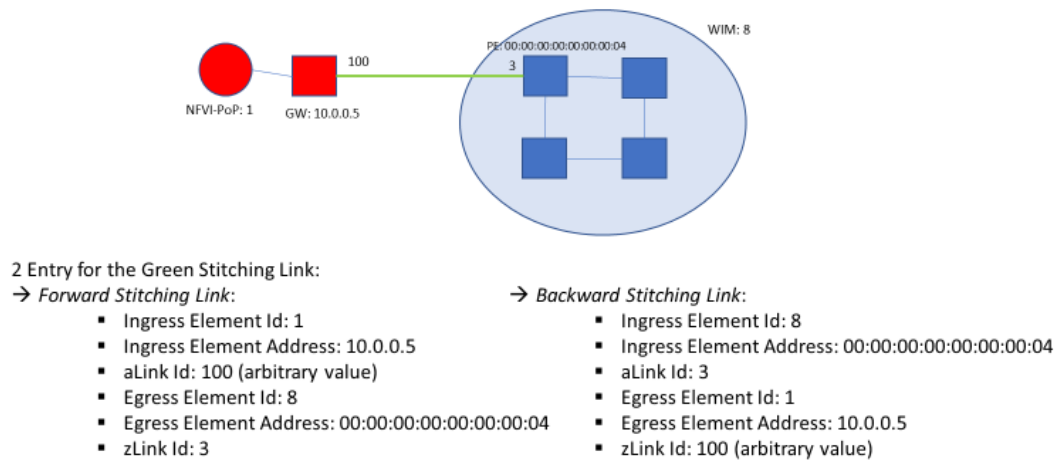 WIM: 8
PE: 00:00:00:00:00:00:00:04
100
3
NFVI-PoP: 1
GW: 10.0.0.5
2 Entry for the Green Stitching Link:
→ Forward Stitching Link:
▪ Ingress Element Id: 1
▪ Ingress Element Address: 10.0.0.5
▪ aLink Id: 100 (arbitrary value)
▪ Egress Element Id: 8
▪ Egress Element Address: 00:00:00:00:00:00:00:04
▪ zLink Id: 3
→ Backward Stitching Link:
▪ Ingress Element Id: 8
▪ Ingress Element Address: 00:00:00:00:00:00:00:04
▪ aLink Id: 3
▪ Egress Element Id: 1
▪ Egress Element Address: 10.0.0.5
▪ zLink Id: 100 (arbitrary value)